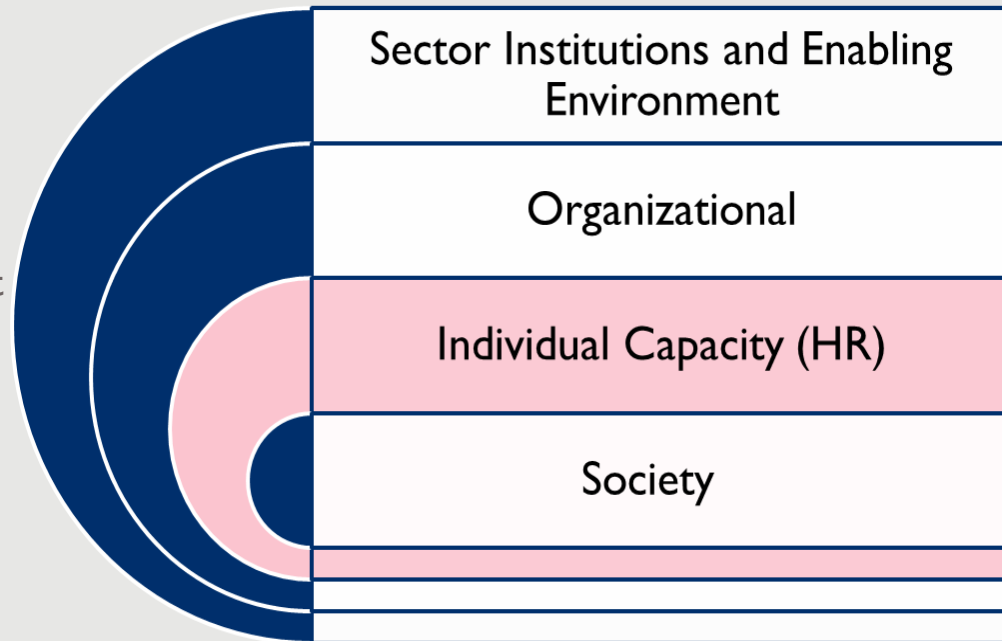 Sector Institutions and Enabling
Environment
Organizational
Individual Capacity (HR)
Society